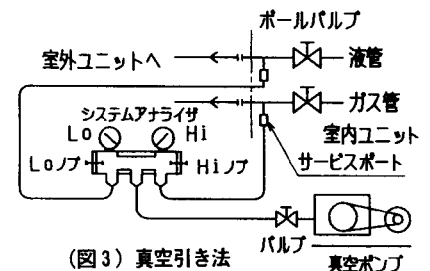 ボールバルブ
室外ユニットへ
液管
ガス管
システムアナライザ
Lo
Hi
Loノブ
Hiノブ
室内ユニット
サービスポート
バルブ
真空ポンプ
(図3) 真空引き法